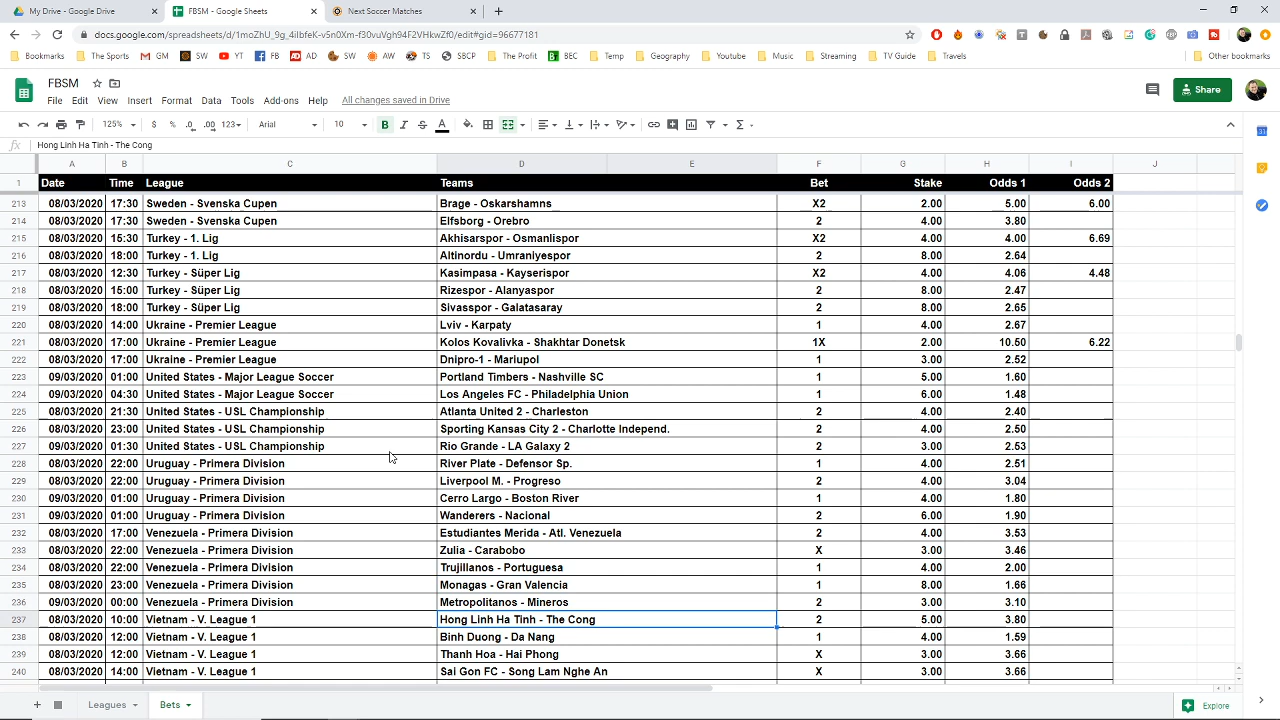 My Drive - Google Drive FBSM - Google Sheets Next Soccer Matches
docs.google.com/spreadsheets/d/1moZhU_9g_4iIbfeK-v5n0Xm-f30vuVgh94F2VHkwZf0/edit#gid=96677181
Bookmarks The Sports GM SW YT FB AD SW AW TS The Profit BEC Temp Geography Youtube Music Streaming TV Guide Travels Other bookmarks
FBSM
File Edit View Insert Format Data Tools Add-ons Help All changes saved in Drive Share
125% $ % .0 .00 123 Arial 10 B I S A
fx Hong Linh Ha Tinh - The Cong
A B C D E F G H I J
1 Date Time League Teams Bet Stake Odds 1 Odds 2
213 08/03/2020 17:30 Sweden - Svenska Cupen Brage - Oskarshamns X2 2.00 5.00 6.00
214 08/03/2020 17:30 Sweden - Svenska Cupen Elfsborg - Orebro 2 4.00 3.80
215 08/03/2020 15:30 Turkey - 1. Lig Akhisarspor - Osmanlispor X2 4.00 4.00 6.69
216 08/03/2020 18:00 Turkey - 1. Lig Altinordu - Umraniyespor 2 8.00 2.64
217 08/03/2020 12:30 Turkey - Süper Lig Kasimpasa - Kayserispor X2 4.00 4.06 4.48
218 08/03/2020 15:00 Turkey - Süper Lig Rizespor - Alanyaspor 2 8.00 2.47
219 08/03/2020 18:00 Turkey - Süper Lig Sivasspor - Galatasaray 2 8.00 2.65
220 08/03/2020 14:00 Ukraine - Premier League Lviv - Karpaty 1 4.00 2.67
221 08/03/2020 17:00 Ukraine - Premier League Kolos Kovalivka - Shakhtar Donetsk 1X 2.00 10.50 6.22
222 08/03/2020 17:00 Ukraine - Premier League Dnipro-1 - Mariupol 1 3.00 2.52
223 09/03/2020 01:00 United States - Major League Soccer Portland Timbers - Nashville SC 1 5.00 1.60
224 09/03/2020 04:30 United States - Major League Soccer Los Angeles FC - Philadelphia Union 1 6.00 1.48
225 08/03/2020 21:30 United States - USL Championship Atlanta United 2 - Charleston 2 4.00 2.40
226 08/03/2020 23:00 United States - USL Championship Sporting Kansas City 2 - Charlotte Independ. 2 4.00 2.50
227 09/03/2020 01:30 United States - USL Championship Rio Grande - LA Galaxy 2 2 3.00 2.53
228 08/03/2020 22:00 Uruguay - Primera Division River Plate - Defensor Sp. 1 4.00 2.51
229 08/03/2020 22:00 Uruguay - Primera Division Liverpool M. - Progreso 2 4.00 3.04
230 09/03/2020 01:00 Uruguay - Primera Division Cerro Largo - Boston River 1 4.00 1.80
231 09/03/2020 01:00 Uruguay - Primera Division Wanderers - Nacional 2 6.00 1.90
232 08/03/2020 17:00 Venezuela - Primera Division Estudiantes Merida - Atl. Venezuela 2 4.00 3.53
233 08/03/2020 22:00 Venezuela - Primera Division Zulia - Carabobo X 3.00 3.46
234 08/03/2020 22:00 Venezuela - Primera Division Trujillanos - Portuguesa 1 4.00 2.00
235 08/03/2020 23:00 Venezuela - Primera Division Monagas - Gran Valencia 1 8.00 1.66
236 09/03/2020 00:00 Venezuela - Primera Division Metropolitanos - Mineros 2 3.00 3.10
237 08/03/2020 10:00 Vietnam - V. League 1 Hong Linh Ha Tinh - The Cong 2 5.00 3.80
238 08/03/2020 12:00 Vietnam - V. League 1 Binh Duong - Da Nang 1 4.00 1.59
239 08/03/2020 12:00 Vietnam - V. League 1 Thanh Hoa - Hai Phong X 3.00 3.66
240 08/03/2020 14:00 Vietnam - V. League 1 Sai Gon FC - Song Lam Nghe An X 3.00 3.66
Leagues Bets Explore